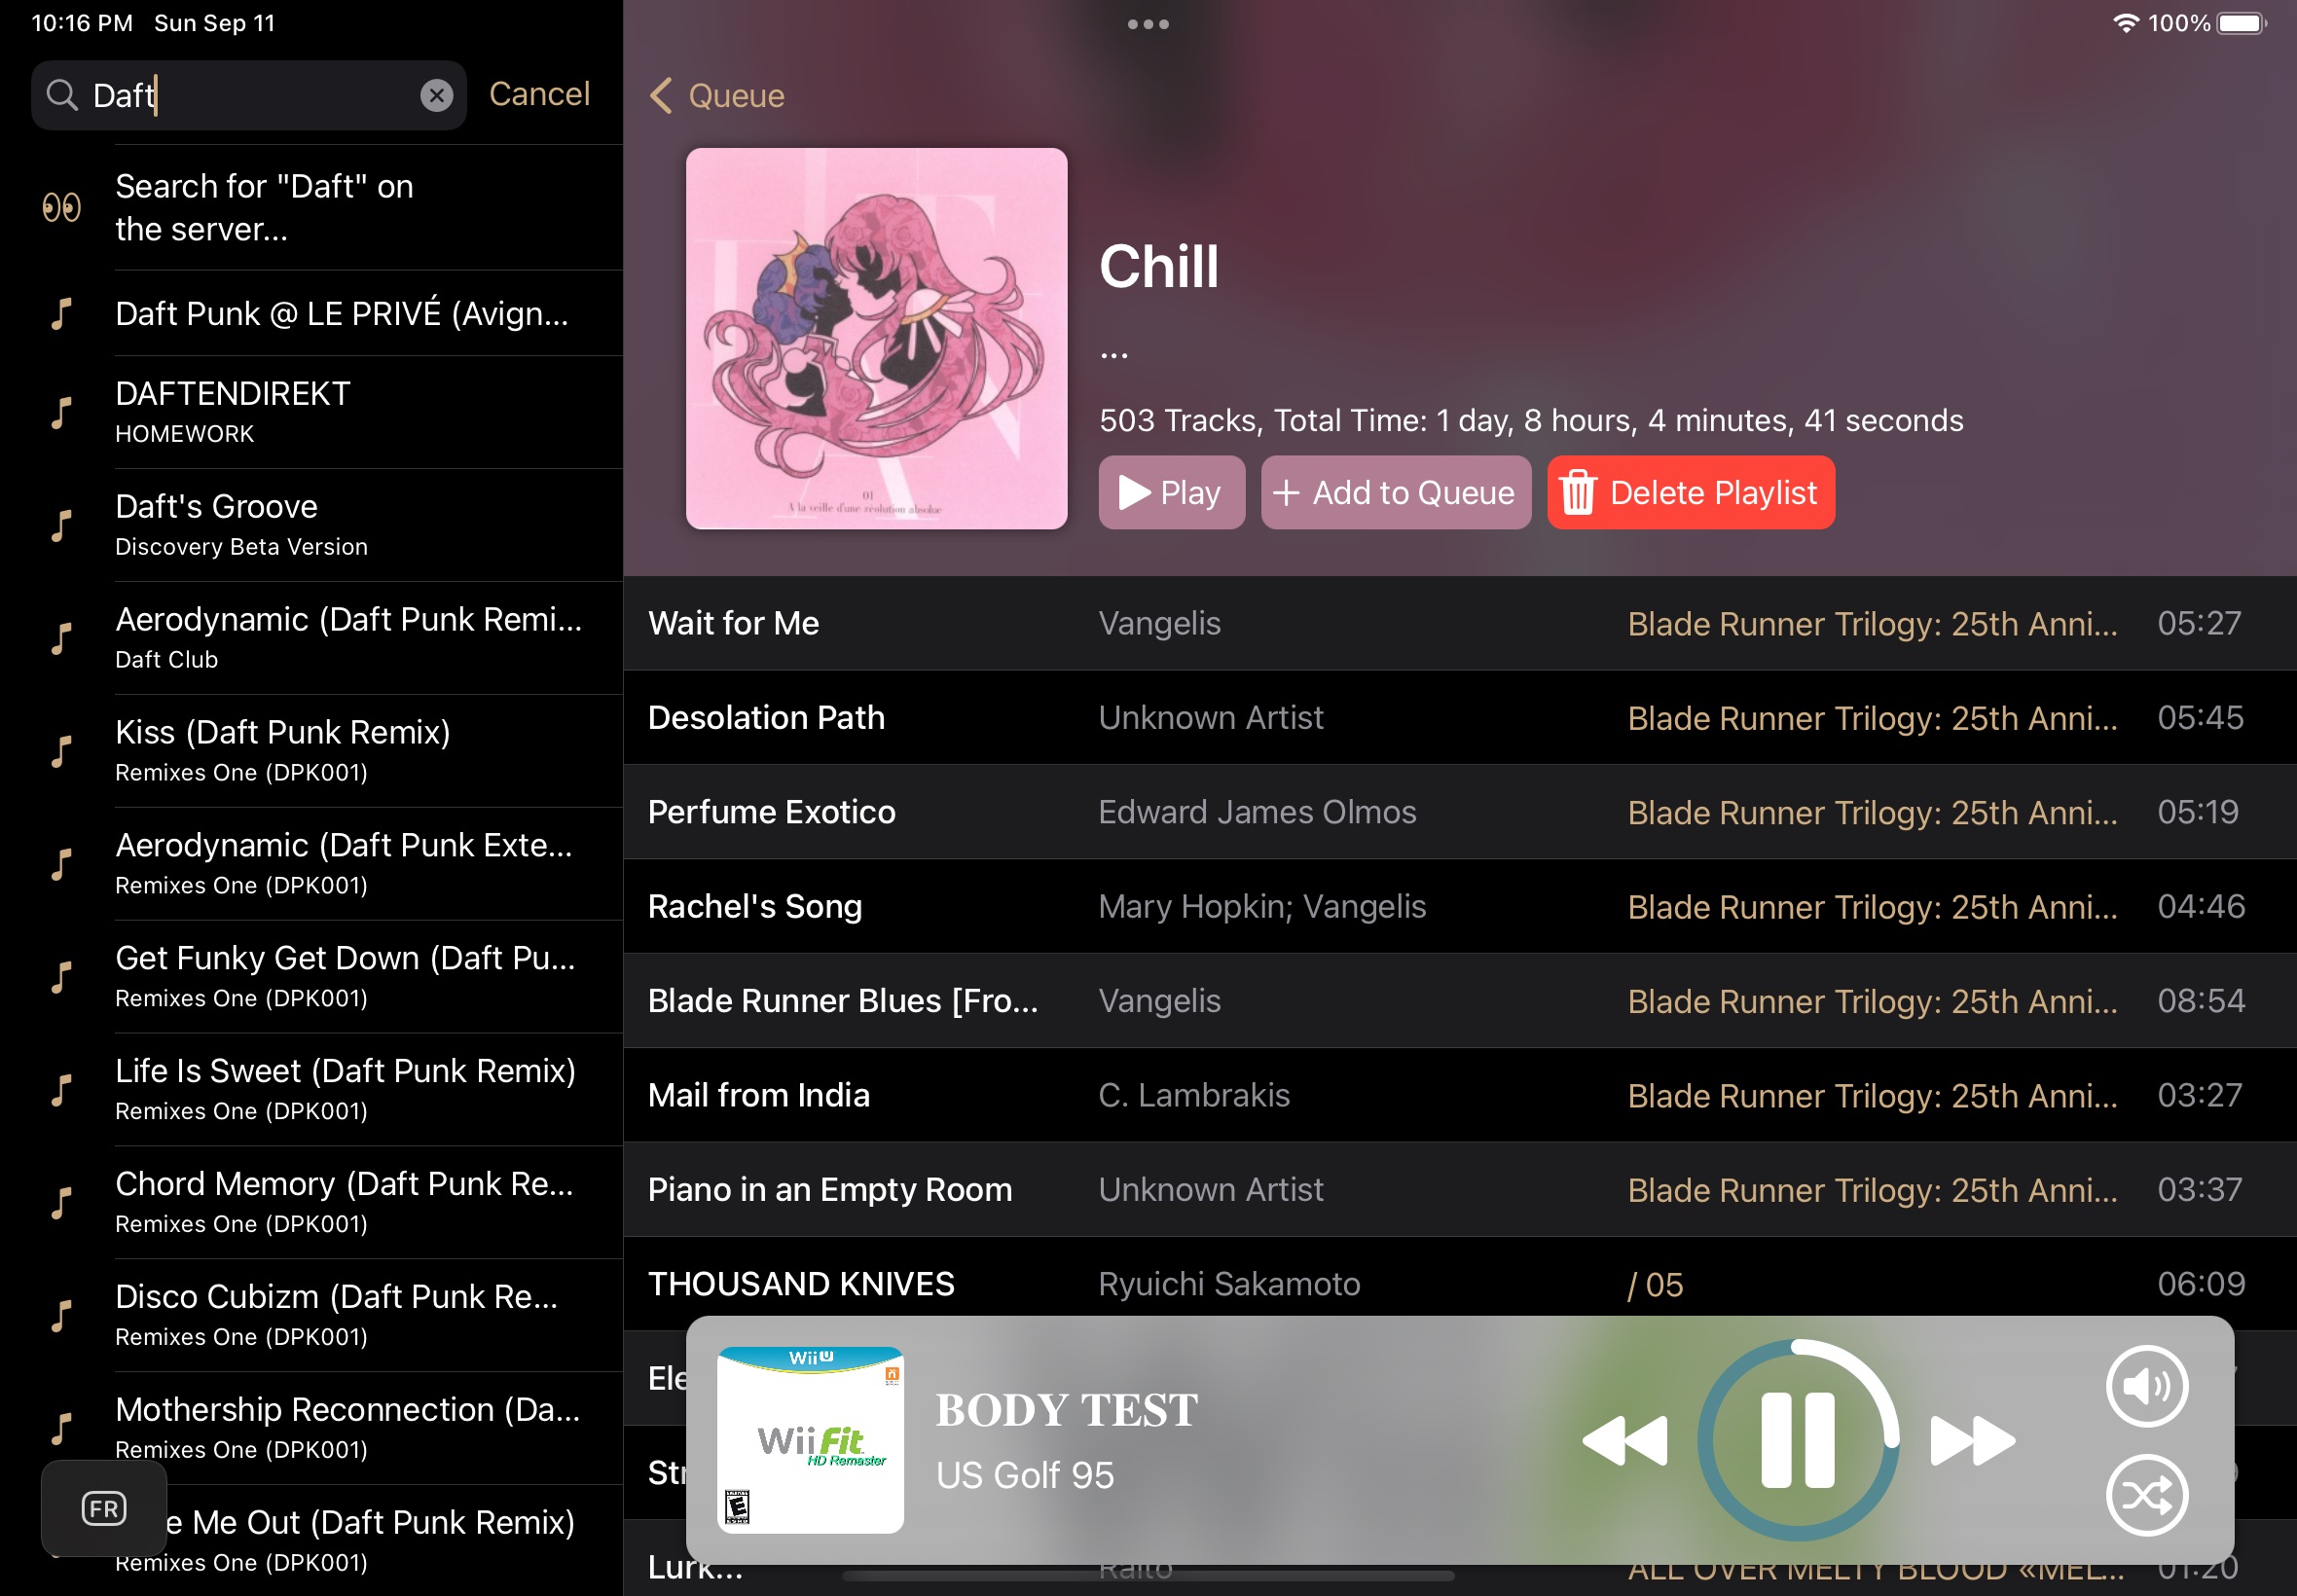 10:16 PM Sun Sep 11
100%
Daft
Cancel
Search for "Daft" on
the server...
Daft Punk @ LE PRIVÉ (Avign...
DAFTENDIREKT
HOMEWORK
Daft's Groove
Discovery Beta Version
Aerodynamic (Daft Punk Remi...
Daft Club
Kiss (Daft Punk Remix)
Remixes One (DPK001)
Aerodynamic (Daft Punk Exte...
Remixes One (DPK001)
Get Funky Get Down (Daft Pu...
Remixes One (DPK001)
Life Is Sweet (Daft Punk Remix)
Remixes One (DPK001)
Chord Memory (Daft Punk Re...
Remixes One (DPK001)
Disco Cubizm (Daft Punk Re...
Remixes One (DPK001)
Mothership Reconnection (Da...
Remixes One (DPK001)
Me Out (Daft Punk Remix)
Remixes One (DPK001)
FR
Queue
01
A la veille d'une révolution absolue
Chill
...
503 Tracks, Total Time: 1 day, 8 hours, 4 minutes, 41 seconds
Play
+ Add to Queue
Delete Playlist
Wait for Me Vangelis Blade Runner Trilogy: 25th Anni... 05:27
Desolation Path Unknown Artist Blade Runner Trilogy: 25th Anni... 05:45
Perfume Exotico Edward James Olmos Blade Runner Trilogy: 25th Anni... 05:19
Rachel's Song Mary Hopkin; Vangelis Blade Runner Trilogy: 25th Anni... 04:46
Blade Runner Blues [Fro... Vangelis Blade Runner Trilogy: 25th Anni... 08:54
Mail from India C. Lambrakis Blade Runner Trilogy: 25th Anni... 03:27
Piano in an Empty Room Unknown Artist Blade Runner Trilogy: 25th Anni... 03:37
THOUSAND KNIVES Ryuichi Sakamoto / 05 06:09
Ele
Str
Lurk... Raito ALL OVER MELTY BLOOD «MEL... 01:20
Wii U
Wii Fit
HD Remaster
E
BODY TEST
US Golf 95